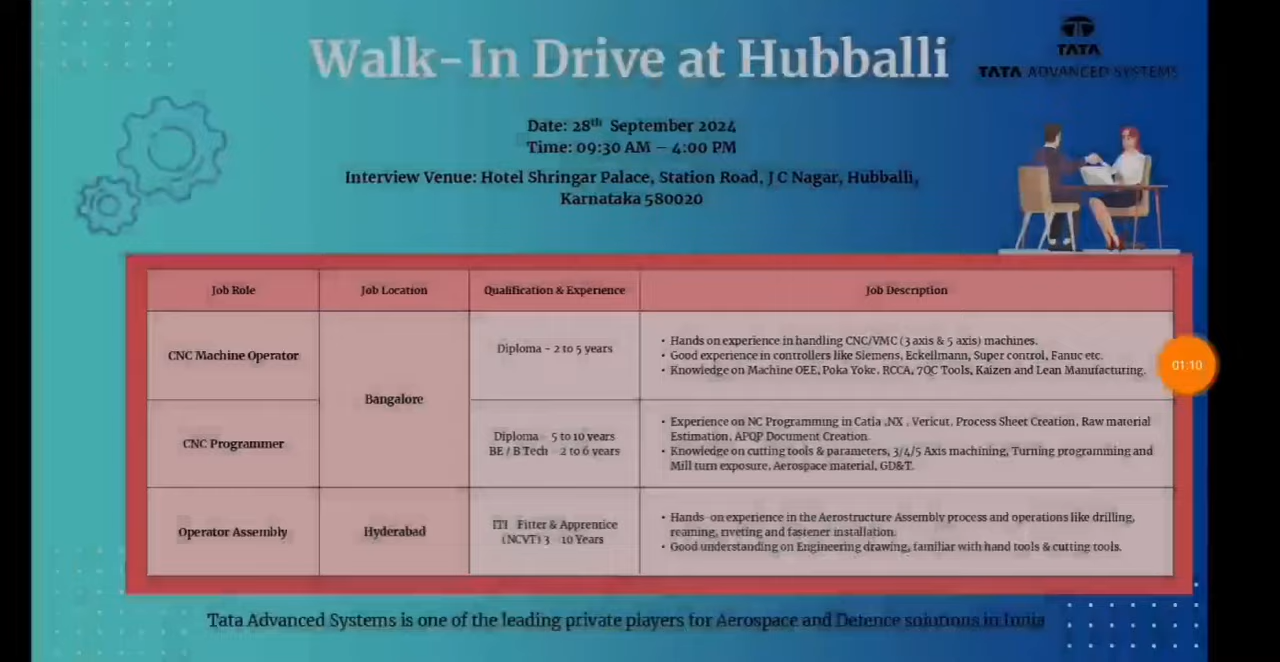 Walk-In Drive at Hubballi
TATA
TATA ADVANCED SYSTEMS
Date: 28th September 2024
Time: 09:30 AM – 4:00 PM
Interview Venue: Hotel Shringar Palace, Station Road, J C Nagar, Hubballi,
Karnataka 580020
Job Role
Job Location
Qualification & Experience
Job Description
CNC Machine Operator
Bangalore
Diploma – 2 to 5 years
• Hands on experience in handling CNC/VMC (3 axis & 5 axis) machines.
• Good experience in controllers like Siemens, Eckellmann, Super control, Fanuc etc.
• Knowledge on Machine OEE, Poka Yoke, RCCA, 7QC Tools, Kaizen and Lean Manufacturing.
01:10
CNC Programmer
Diploma – 5 to 10 years
BE / B Tech – 2 to 6 years
• Experience on NC Programming in Catia ,NX , Vericut, Process Sheet Creation, Raw material
Estimation, APQP Document Creation.
• Knowledge on cutting tools & parameters, 3/4/5 Axis machining, Turning programming and
Mill turn exposure, Aerospace material, GD&T.
Operator Assembly
Hyderabad
ITI Fitter & Apprentice
(NCVT) 3 10 Years
• Hands-on experience in the Aerostructure Assembly process and operations like drilling,
reaming, riveting and fastener installation.
• Good understanding on Engineering drawing, familiar with hand tools & cutting tools.
Tata Advanced Systems is one of the leading private players for Aerospace and Defence solutions in India